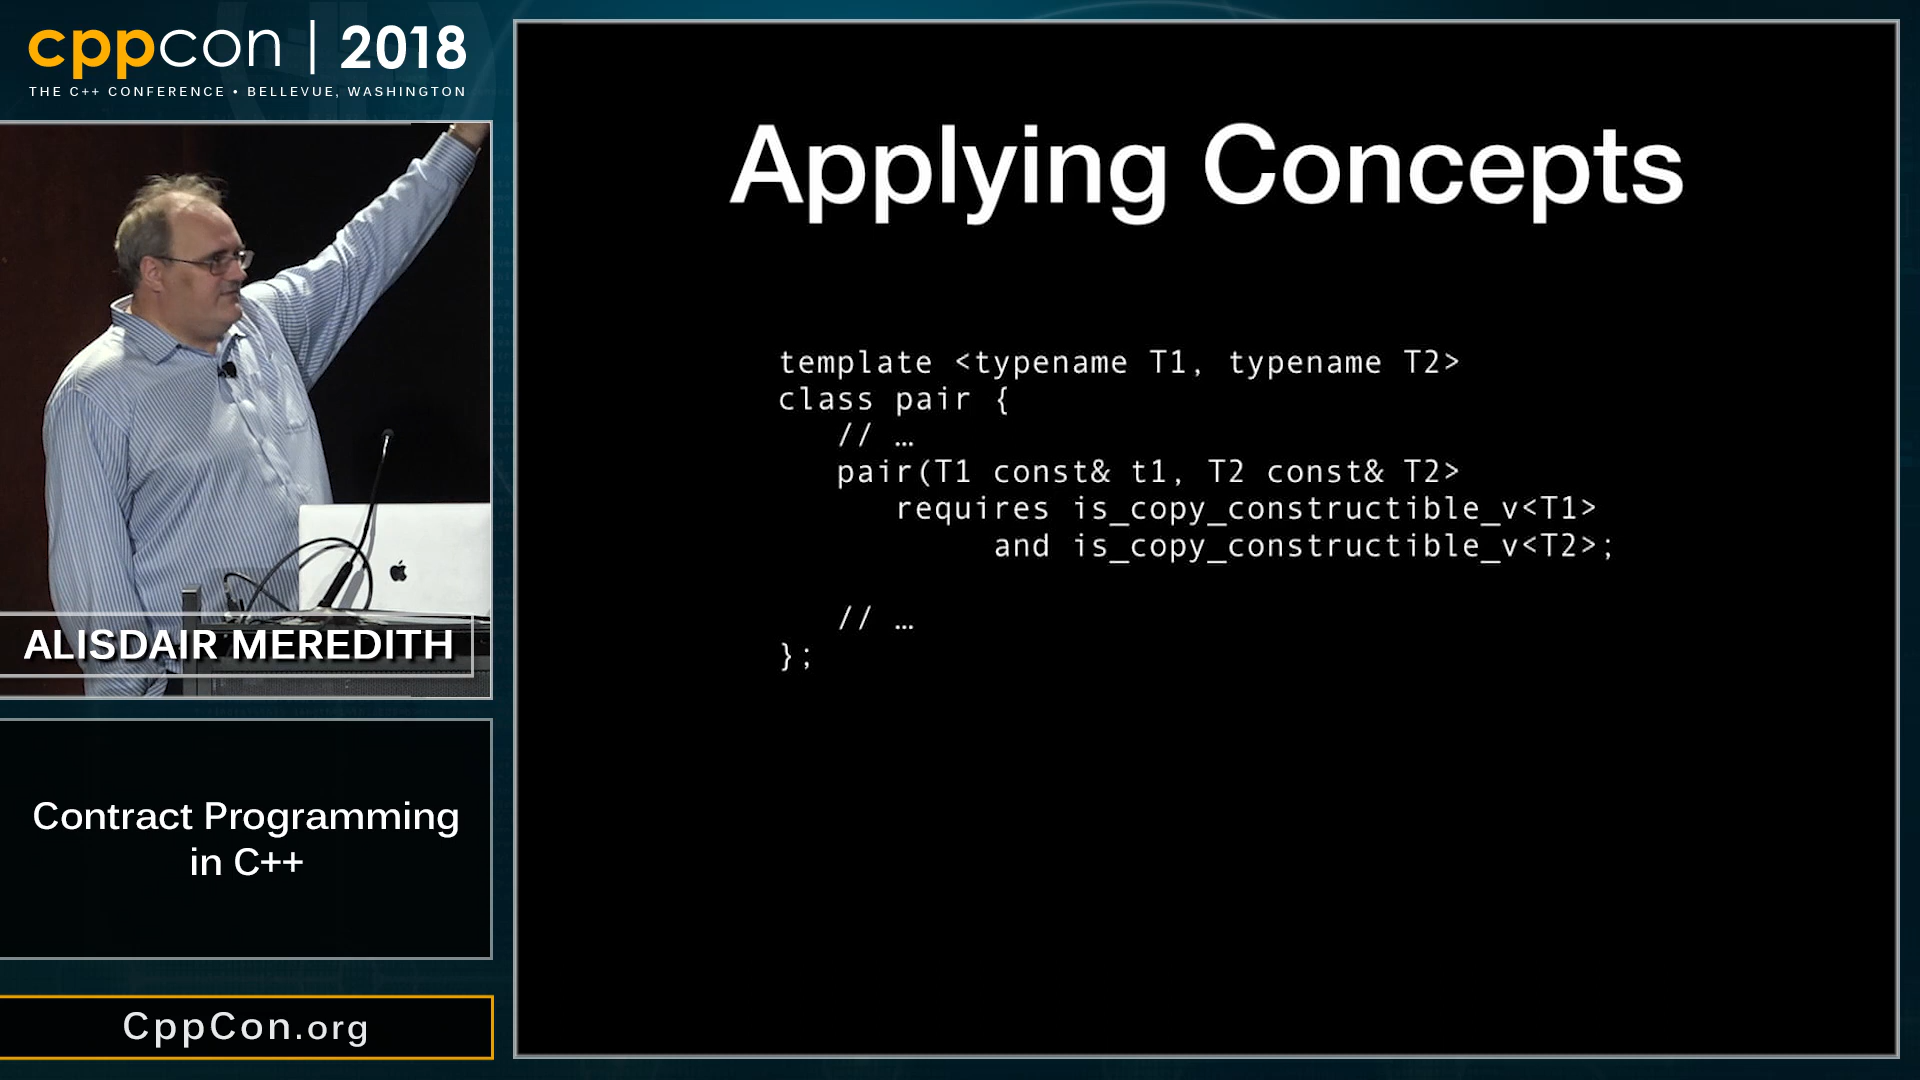 cppcon | 2018
THE C++ CONFERENCE • BELLEVUE, WASHINGTON
ALISDAIR MEREDITH
Contract Programming
in C++
CppCon.org
Applying Concepts
template <typename T1, typename T2>
class pair {
// …
pair(T1 const& t1, T2 const& T2>
requires is_copy_constructible_v<T1>
and is_copy_constructible_v<T2>;
// …
};